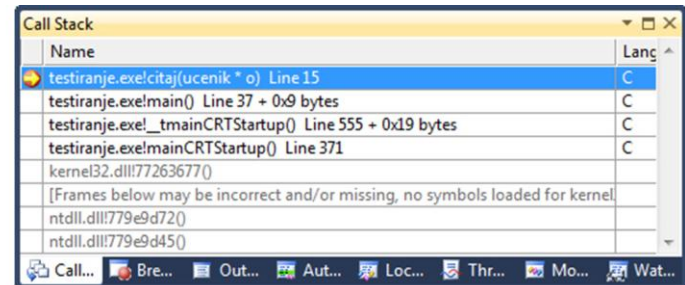 Call Stack
Name Lang
testiranje.exe!citaj(ucenik * o) Line 15 C
testiranje.exe!main() Line 37 + 0x9 bytes C
testiranje.exe!__tmainCRTStartup() Line 555 + 0x19 bytes C
testiranje.exe!mainCRTStartup() Line 371 C
kernel32.dll!77263677()
[Frames below may be incorrect and/or missing, no symbols loaded for kernel
ntdll.dll!779e9d72()
ntdll.dll!779e9d45()
Call... Bre... Out... Aut... Loc... Thr... Mo... Wat...